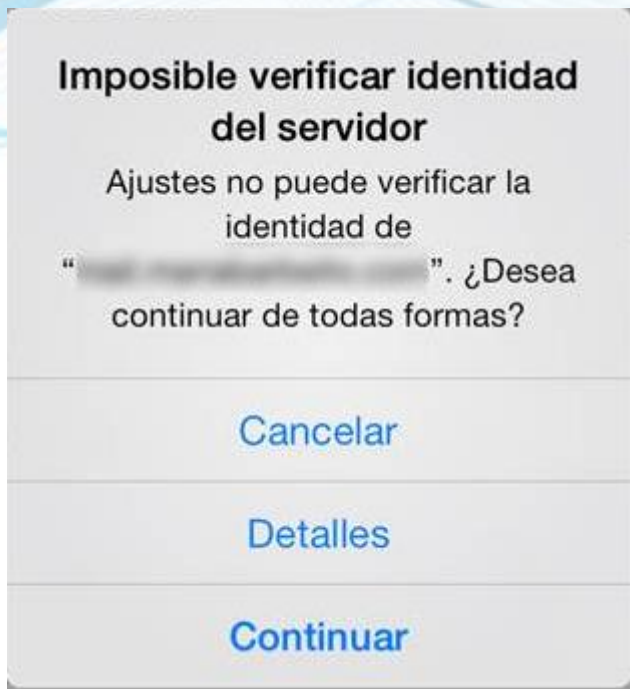 Imposible verificar identidad
del servidor
Ajustes no puede verificar la
identidad de
“ ”. ¿Desea
continuar de todas formas?
Cancelar
Detalles
Continuar